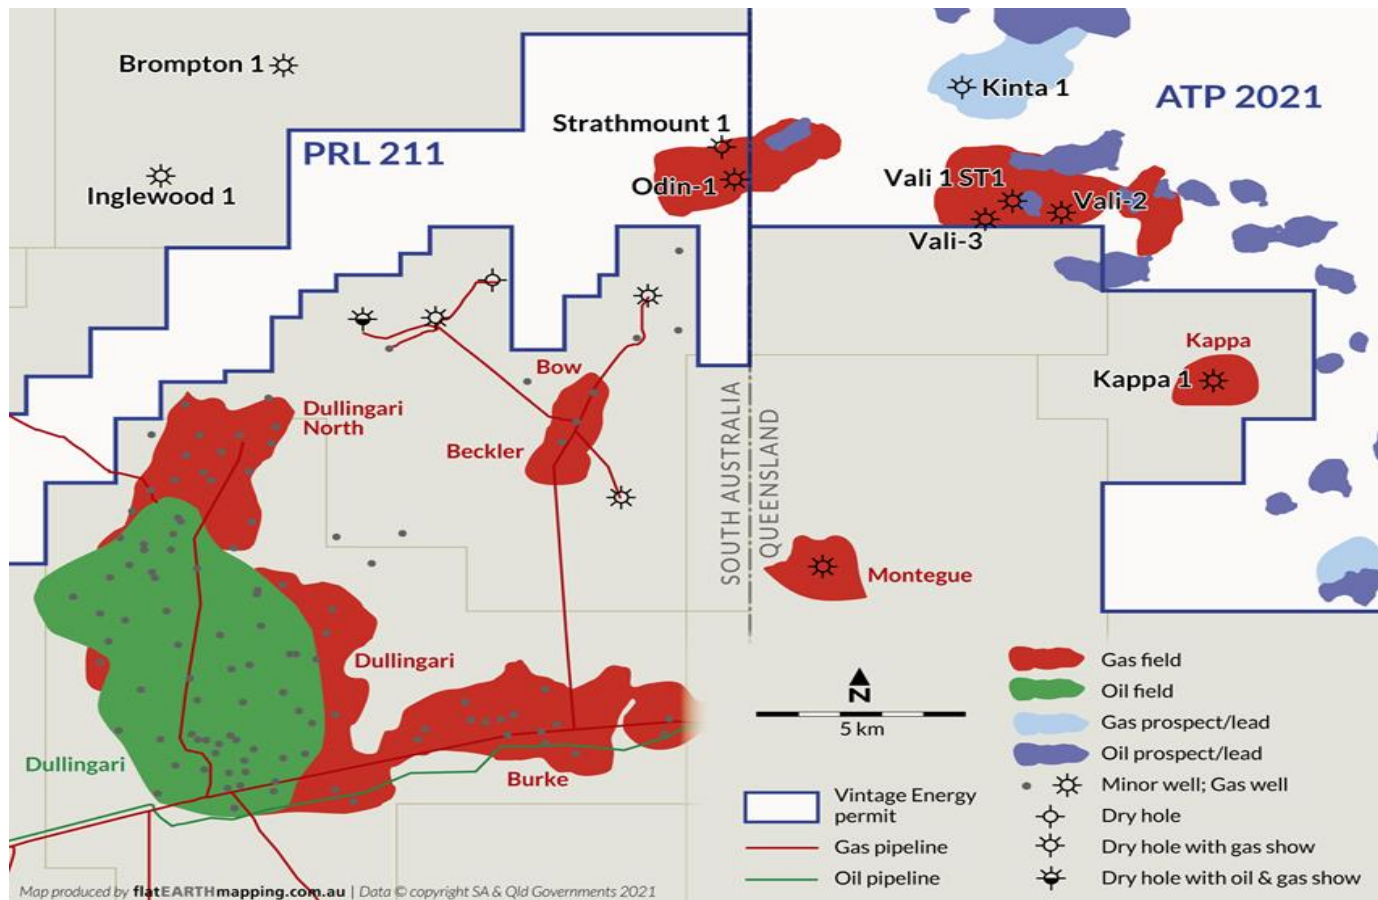 Brompton 1
Kinta 1
ATP 2021
Strathmount 1
PRL 211
Inglewood 1
Odin-1
Vali 1 ST1
Vali-2
Vali-3
Bow
Kappa
Kappa 1
Dullingari
North
Beckler
SOUTH AUSTRALIA
QUEENSLAND
Montegue
Dullingari
Dullingari
Burke
N
5 km
Gas field
Oil field
Gas prospect/lead
Oil prospect/lead
Minor well; Gas well
Dry hole
Dry hole with gas show
Dry hole with oil & gas show
Vintage Energy
permit
Gas pipeline
Oil pipeline
Map produced by flatEARTHmapping.com.au | Data © copyright SA & Qld Governments 2021